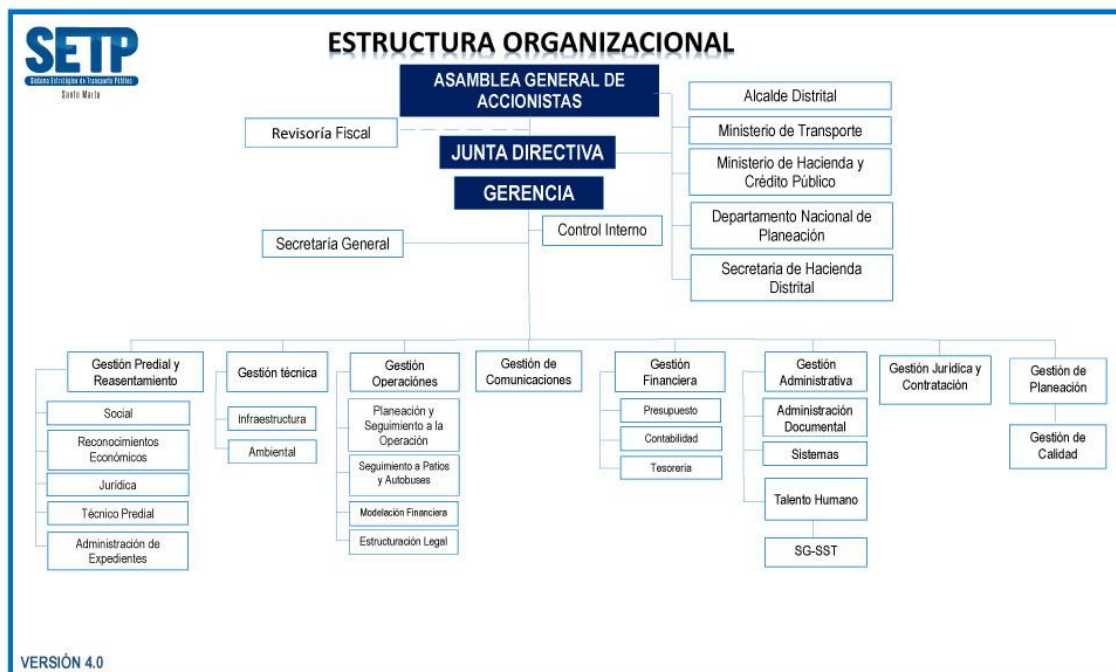 SETP
Sistema Estratégico de Transporte Público
Santa Marta
ESTRUCTURA ORGANIZACIONAL
ASAMBLEA GENERAL DE
ACCIONISTAS
Revisoría Fiscal
JUNTA DIRECTIVA
GERENCIA
Alcalde Distrital
Ministerio de Transporte
Ministerio de Hacienda y
Crédito Público
Departamento Nacional de
Planeación
Secretaria de Hacienda
Distrital
Control Interno
Secretaría General
Gestión Predial y
Reasentamiento
Social
Reconocimientos
Económicos
Jurídica
Técnico Predial
Administración de
Expedientes
Gestión técnica
Infraestructura
Ambiental
Gestión
Operaciónes
Planeación y
Seguimiento a la
Operación
Seguimiento a Patios
y Autobuses
Modelación Financiera
Estructuración Legal
Gestión de
Comunicaciones
Gestión
Financiera
Presupuesto
Contabilidad
Tesorería
Gestión
Administrativa
Administración
Documental
Sistemas
Talento Humano
SG-SST
Gestión Jurídica y
Contratación
Gestión de
Planeación
Gestión de
Calidad
VERSIÓN 4.0